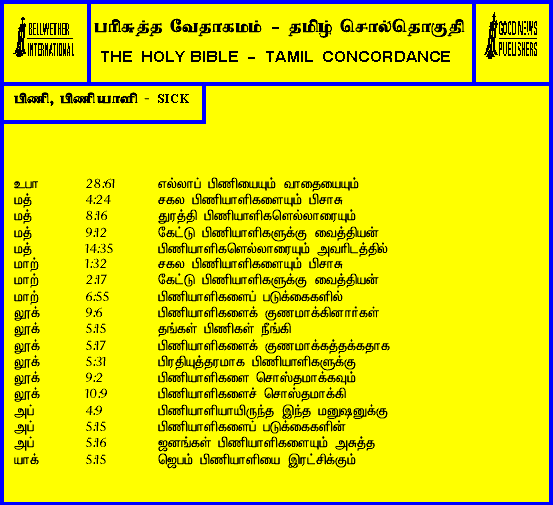 BELLWETHER
INTERNATIONAL
பரிசுத்த வேதாகமம் - தமிழ் சொல்தொகுதி
THE HOLY BIBLE - TAMIL CONCORDANCE
GOOD NEWS
PUBLISHERS
பிணி, பிணியாளி - SICK
உபா 28:61 எல்லாப் பிணியையும் வாதையையும்
மத் 4:24 சகல பிணியாளிகளையும் பிசாசு
மத் 8:16 துரத்தி பிணியாளிகளெல்லாரையும்
மத் 9:12 கேட்டு பிணியாளிகளுக்கு வைத்தியன்
மத் 14:35 பிணியாளிகளெல்லாரையும் அவரிடத்தில்
மாற் 1:32 சகல பிணியாளிகளையும் பிசாசு
மாற் 2:17 கேட்டு பிணியாளிகளுக்கு வைத்தியன்
மாற் 6:55 பிணியாளிகளைப் படுக்கைகளில்
லூக் 9:6 பிணியாளிகளைக் குணமாக்கினார்கள்
லூக் 5:15 தங்கள் பிணிகள் நீங்கி
லூக் 5:17 பிணியாளிகளைக் குணமாக்கத்தக்கதாக
லூக் 5:31 பிரதியுத்தரமாக பிணியாளிகளுக்கு
லூக் 9:2 பிணியாளிகளை சொஸ்தமாக்கவும்
லூக் 10:9 பிணியாளிகளைச் சொஸ்தமாக்கி
அப் 4:9 பிணியாளியாயிருந்த இந்த மனுஷனுக்கு
அப் 5:15 பிணியாளிகளைப் படுக்கைகளின்
அப் 5:16 ஜனங்கள் பிணியாளிகளையும் அசுத்த
யாக் 5:15 ஜெபம் பிணியாளியை இரட்சிக்கும்